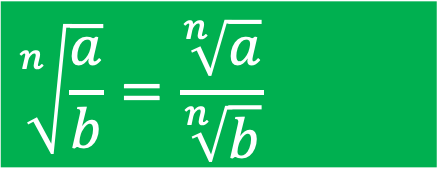 ⁿ√(a/b) = ⁿ√a / ⁿ√b